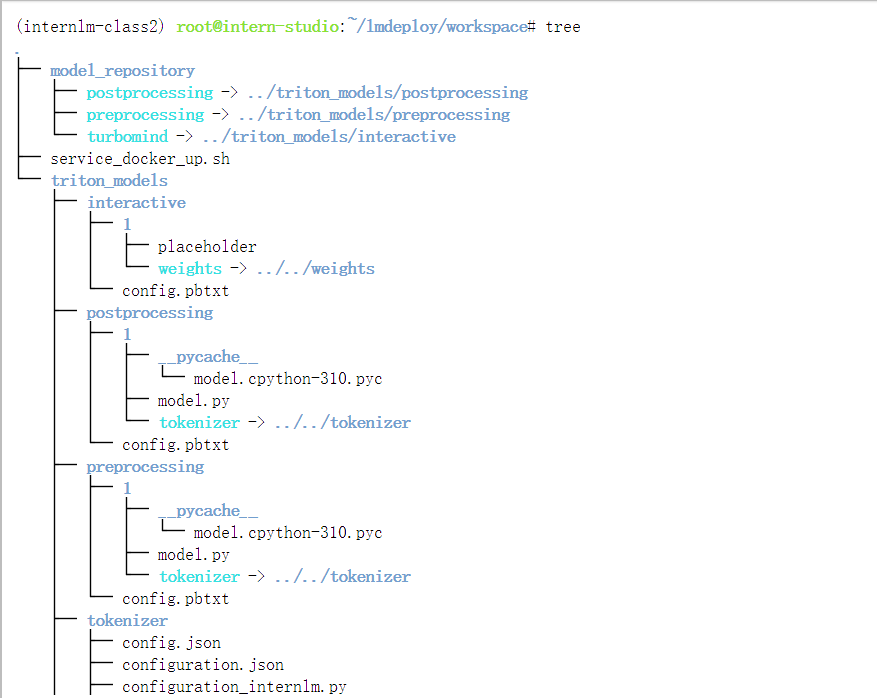 (internlm-class2) root@intern-studio:~/lmdeploy/workspace# tree
.
├── model_repository
│   ├── postprocessing -> ../triton_models/postprocessing
│   ├── preprocessing -> ../triton_models/preprocessing
│   └── turbomind -> ../triton_models/interactive
├── service_docker_up.sh
└── triton_models
    ├── interactive
    │   ├── 1
    │   │   ├── placeholder
    │   │   └── weights -> ../../weights
    │   └── config.pbtxt
    ├── postprocessing
    │   ├── 1
    │   │   ├── __pycache__
    │   │   │   └── model.cpython-310.pyc
    │   │   ├── model.py
    │   │   └── tokenizer -> ../../tokenizer
    │   └── config.pbtxt
    ├── preprocessing
    │   ├── 1
    │   │   ├── __pycache__
    │   │   │   └── model.cpython-310.pyc
    │   │   ├── model.py
    │   │   └── tokenizer -> ../../tokenizer
    │   └── config.pbtxt
    ├── tokenizer
    │   ├── config.json
    │   ├── configuration.json
    │   ├── configuration_internlm.py